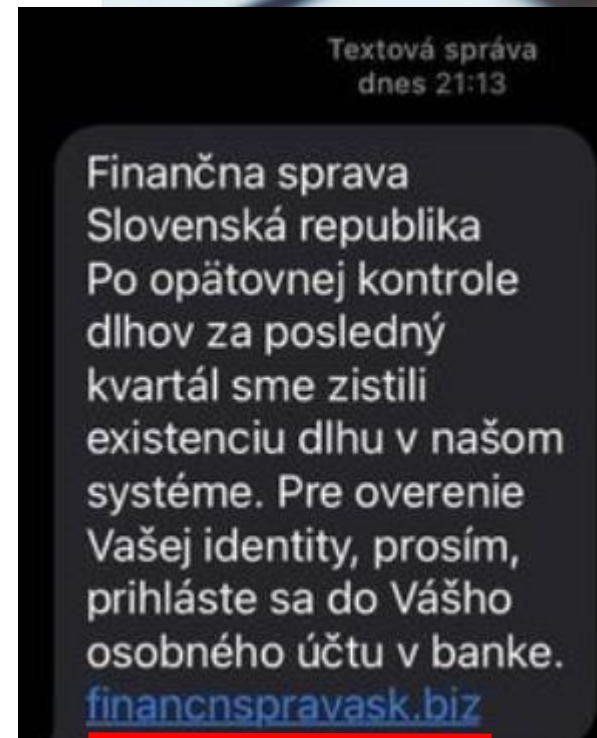 Textová správa
dnes 21:13
Finančna sprava
Slovenská republika
Po opätovnej kontrole
dlhov za posledný
kvartál sme zistili
existenciu dlhu v našom
systéme. Pre overenie
Vašej identity, prosím,
prihláste sa do Vášho
osobného účtu v banke.
financnspravask.biz